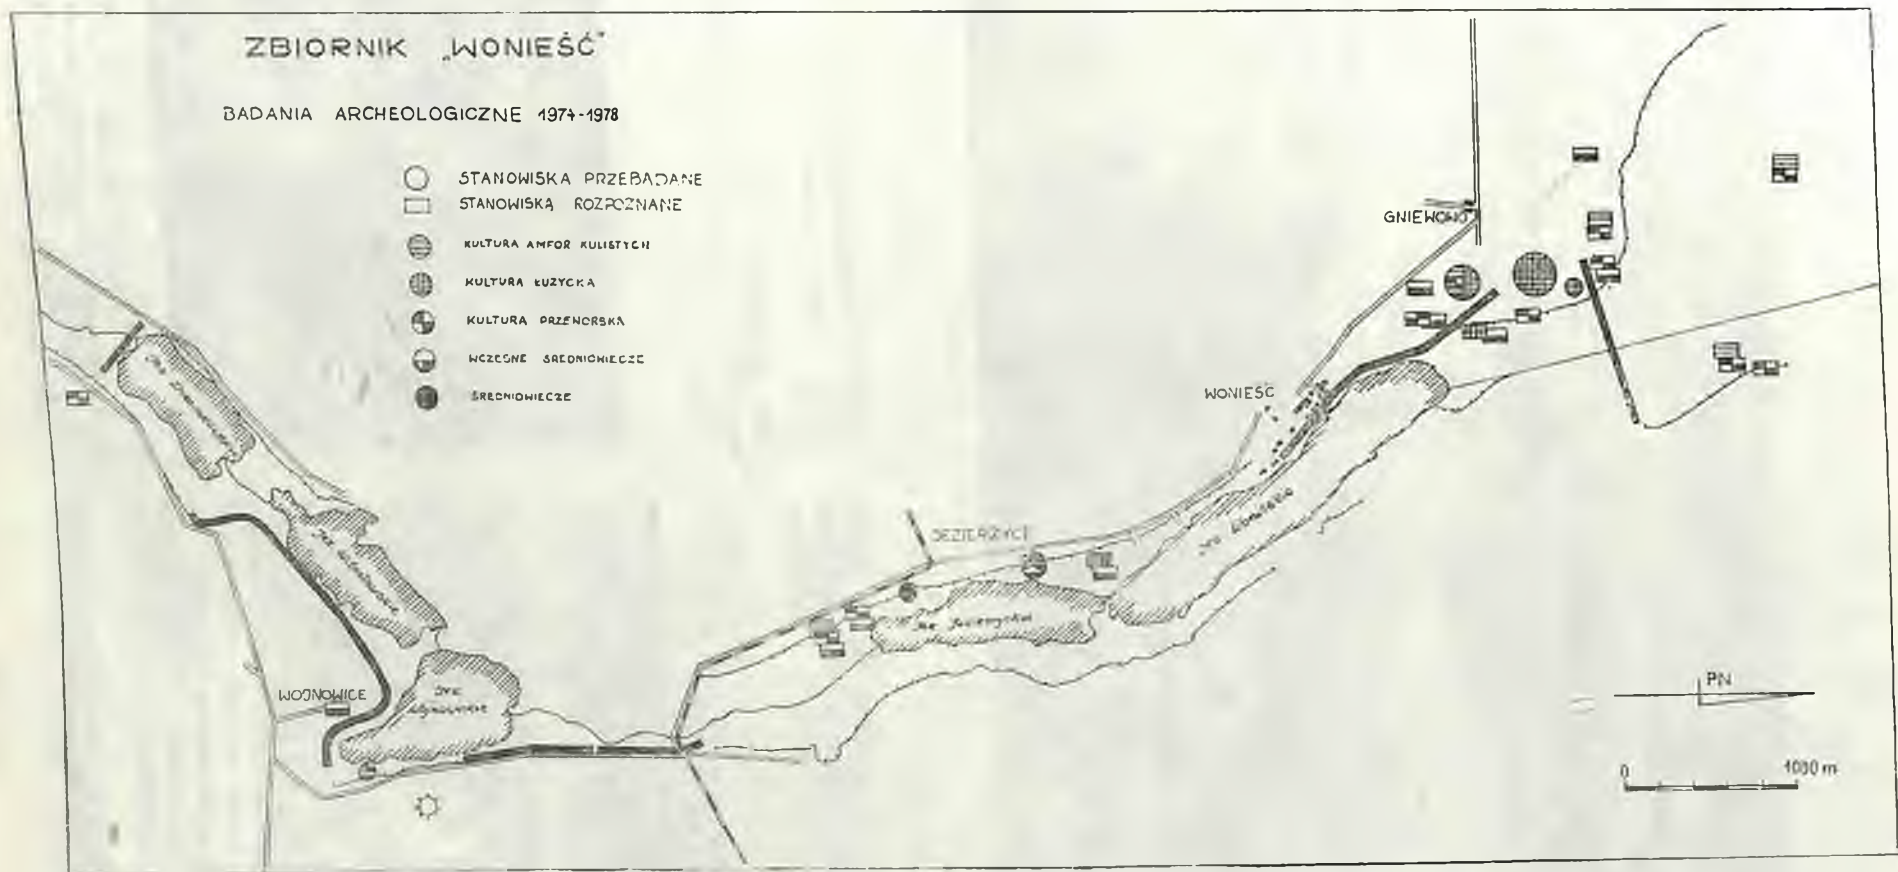 ZBIORNIK „WONIEŚĆ"
BADANIA ARCHEOLOGICZNE 1974-1978
STANOWISKA PRZEBADANE
STANOWISKA ROZPOZNANE
KULTURA AMFOR KULISTYCH
KULTURA ŁUŻYCKA
KULTURA PRZEWORSKA
WCZESNE ŚREDNIOWIECZE
ŚREDNIOWIECZE
GNIEWOWO
WONIEŚĆ
JEZIERZYCE
WOJNOWICE
Jez.
PN
0 1000 m